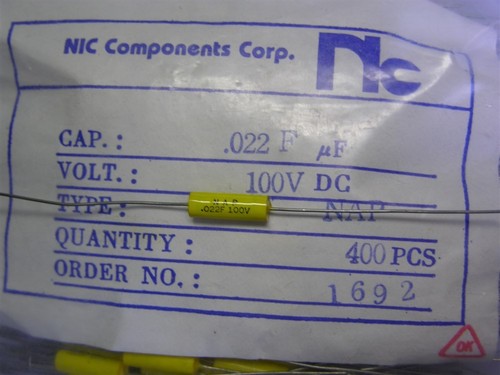 NIC Components Corp. Nc
CAP.: .022 F µF
VOLT.: 100V DC
TYPE: NAP
N A P
.022F 100V
QUANTITY: 400 PCS
ORDER NO.: 1692
OK